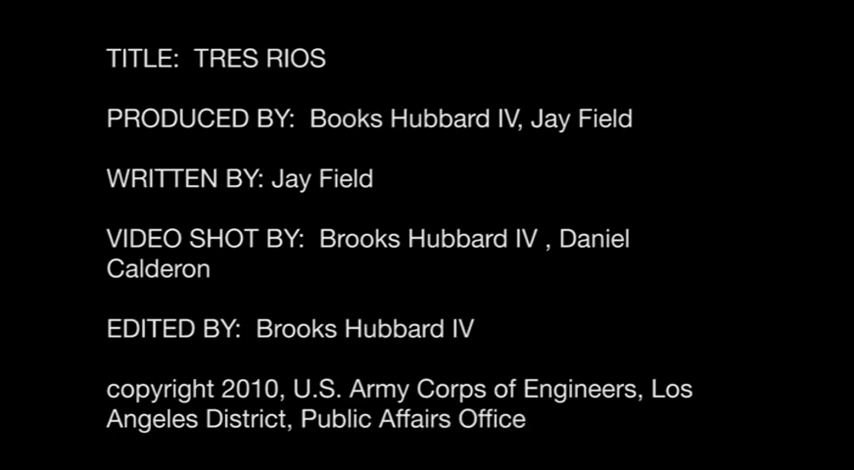 TITLE:  TRES RIOS
PRODUCED BY:  Books Hubbard IV, Jay Field
WRITTEN BY: Jay Field
VIDEO SHOT BY:  Brooks Hubbard IV , Daniel
Calderon
EDITED BY:  Brooks Hubbard IV
copyright 2010, U.S. Army Corps of Engineers, Los
Angeles District, Public Affairs Office